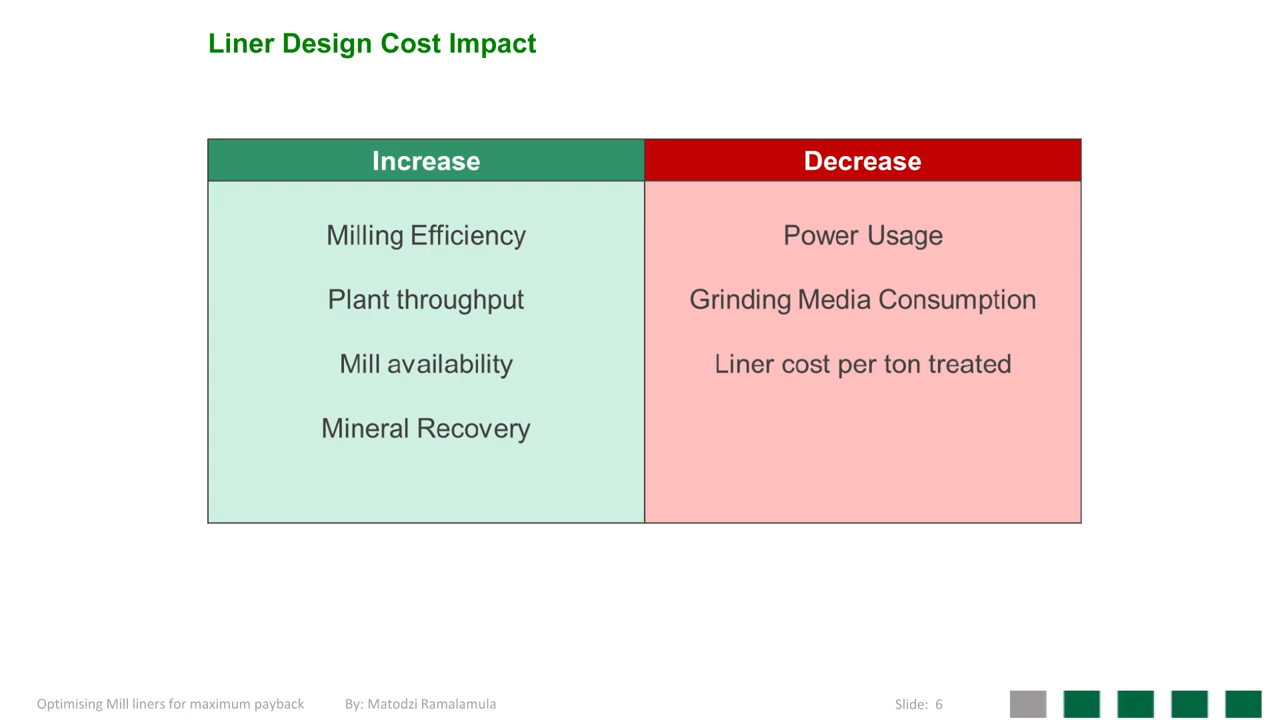 Liner Design Cost Impact
Increase
Decrease
Milling Efficiency
Power Usage
Plant throughput
Grinding Media Consumption
Mill availability
Liner cost per ton treated
Mineral Recovery
Optimising Mill liners for maximum payback
By: Matodzi Ramalamula
Slide: 6